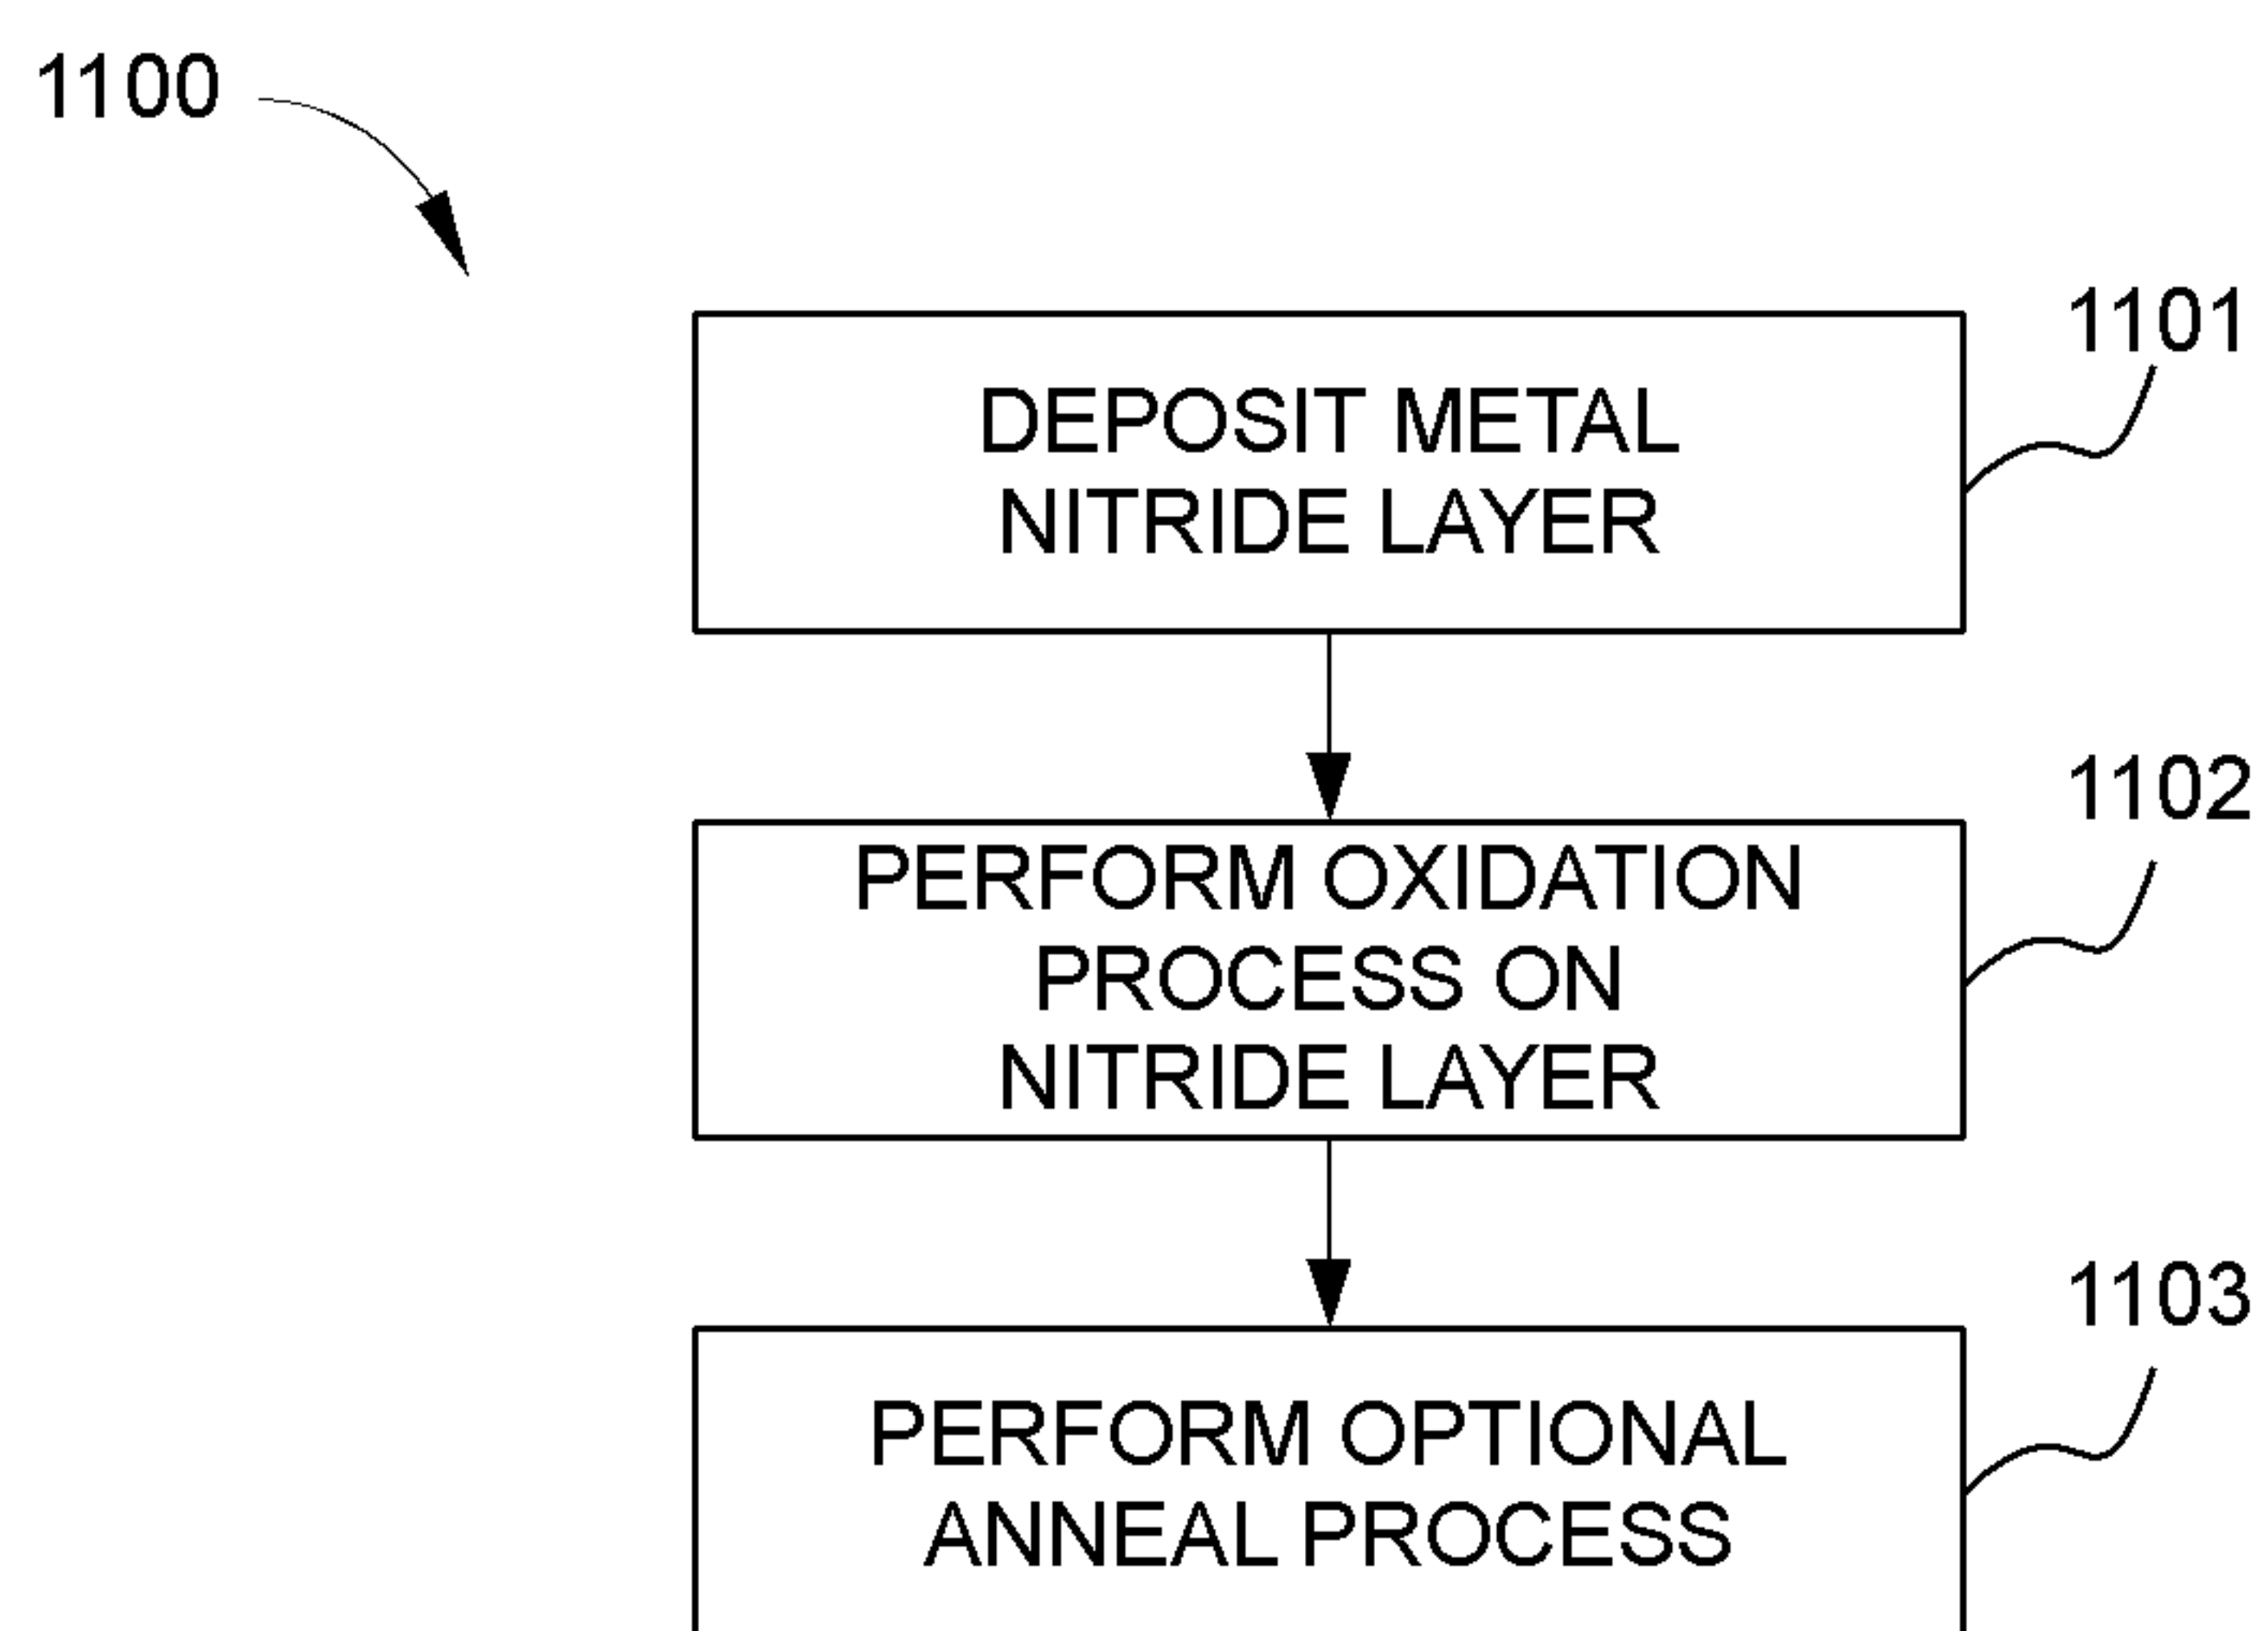 1100
1101
DEPOSIT METAL
NITRIDE LAYER
1102
PERFORM OXIDATION
PROCESS ON
NITRIDE LAYER
1103
PERFORM OPTIONAL
ANNEAL PROCESS